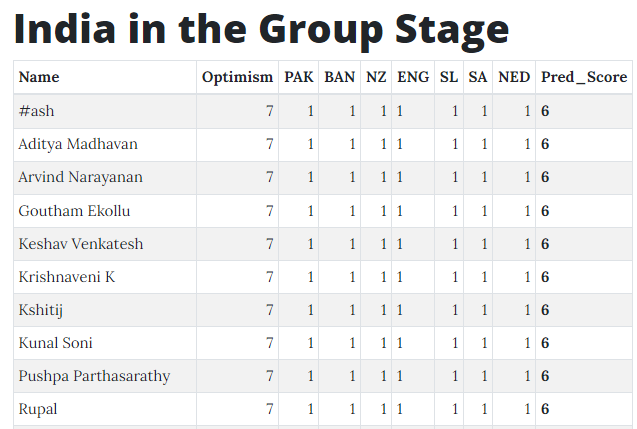 India in the Group Stage
Name Optimism PAK BAN NZ ENG SL SA NED Pred_Score
#ash 7 1 1 1 1 1 1 1 6
Aditya Madhavan 7 1 1 1 1 1 1 1 6
Arvind Narayanan 7 1 1 1 1 1 1 1 6
Goutham Ekollu 7 1 1 1 1 1 1 1 6
Keshav Venkatesh 7 1 1 1 1 1 1 1 6
Krishnaveni K 7 1 1 1 1 1 1 1 6
Kshitij 7 1 1 1 1 1 1 1 6
Kunal Soni 7 1 1 1 1 1 1 1 6
Pushpa Parthasarathy 7 1 1 1 1 1 1 1 6
Rupal 7 1 1 1 1 1 1 1 6